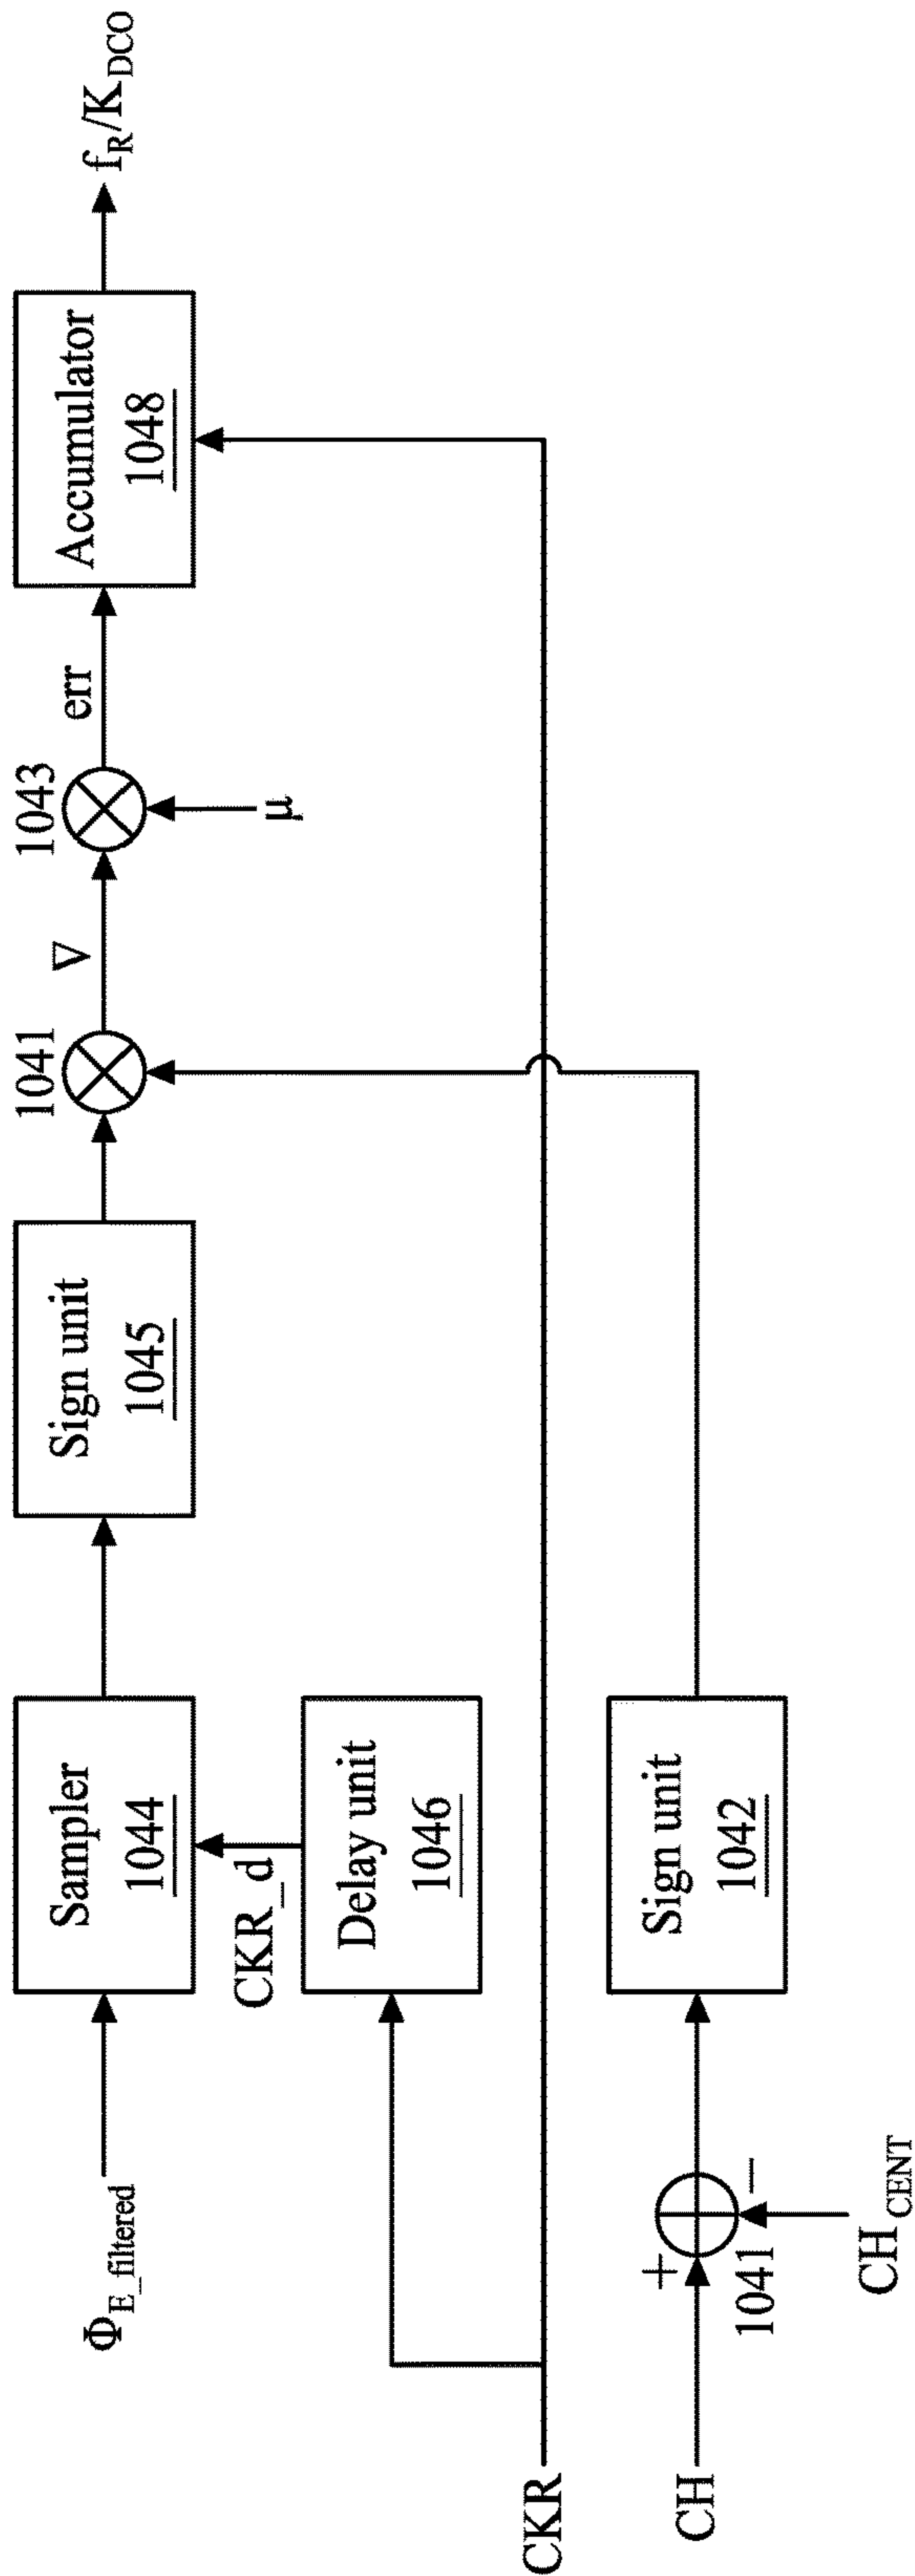 Φ_E_filtered
Sampler
1044
Sign unit
1045
1041
∇
1043
err
μ
Accumulator
1048
f_R/K_DCO
CKR_d
Delay unit
1046
CKR
CH
+
−
1041
CH_CENT
Sign unit
1042